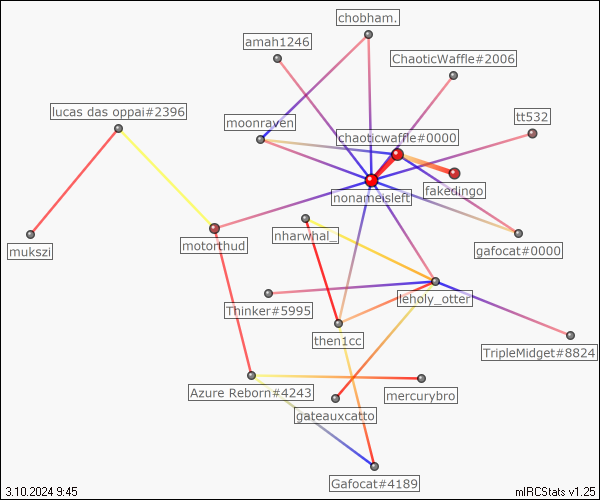 chobham.
amah1246
ChaoticWaffle#2006
lucas das oppai#2396
tt532
moonraven
chaoticwaffle#0000
fakedingo
nonameisleft
motorthud
nharwhal_
gafocat#0000
mukszi
leholy_otter
Thinker#5995
then1cc
TripleMidget#8824
Azure Reborn#4243
mercurybro
gateauxcatto
Gafocat#4189
3.10.2024 9:45
mIRCStats v1.25